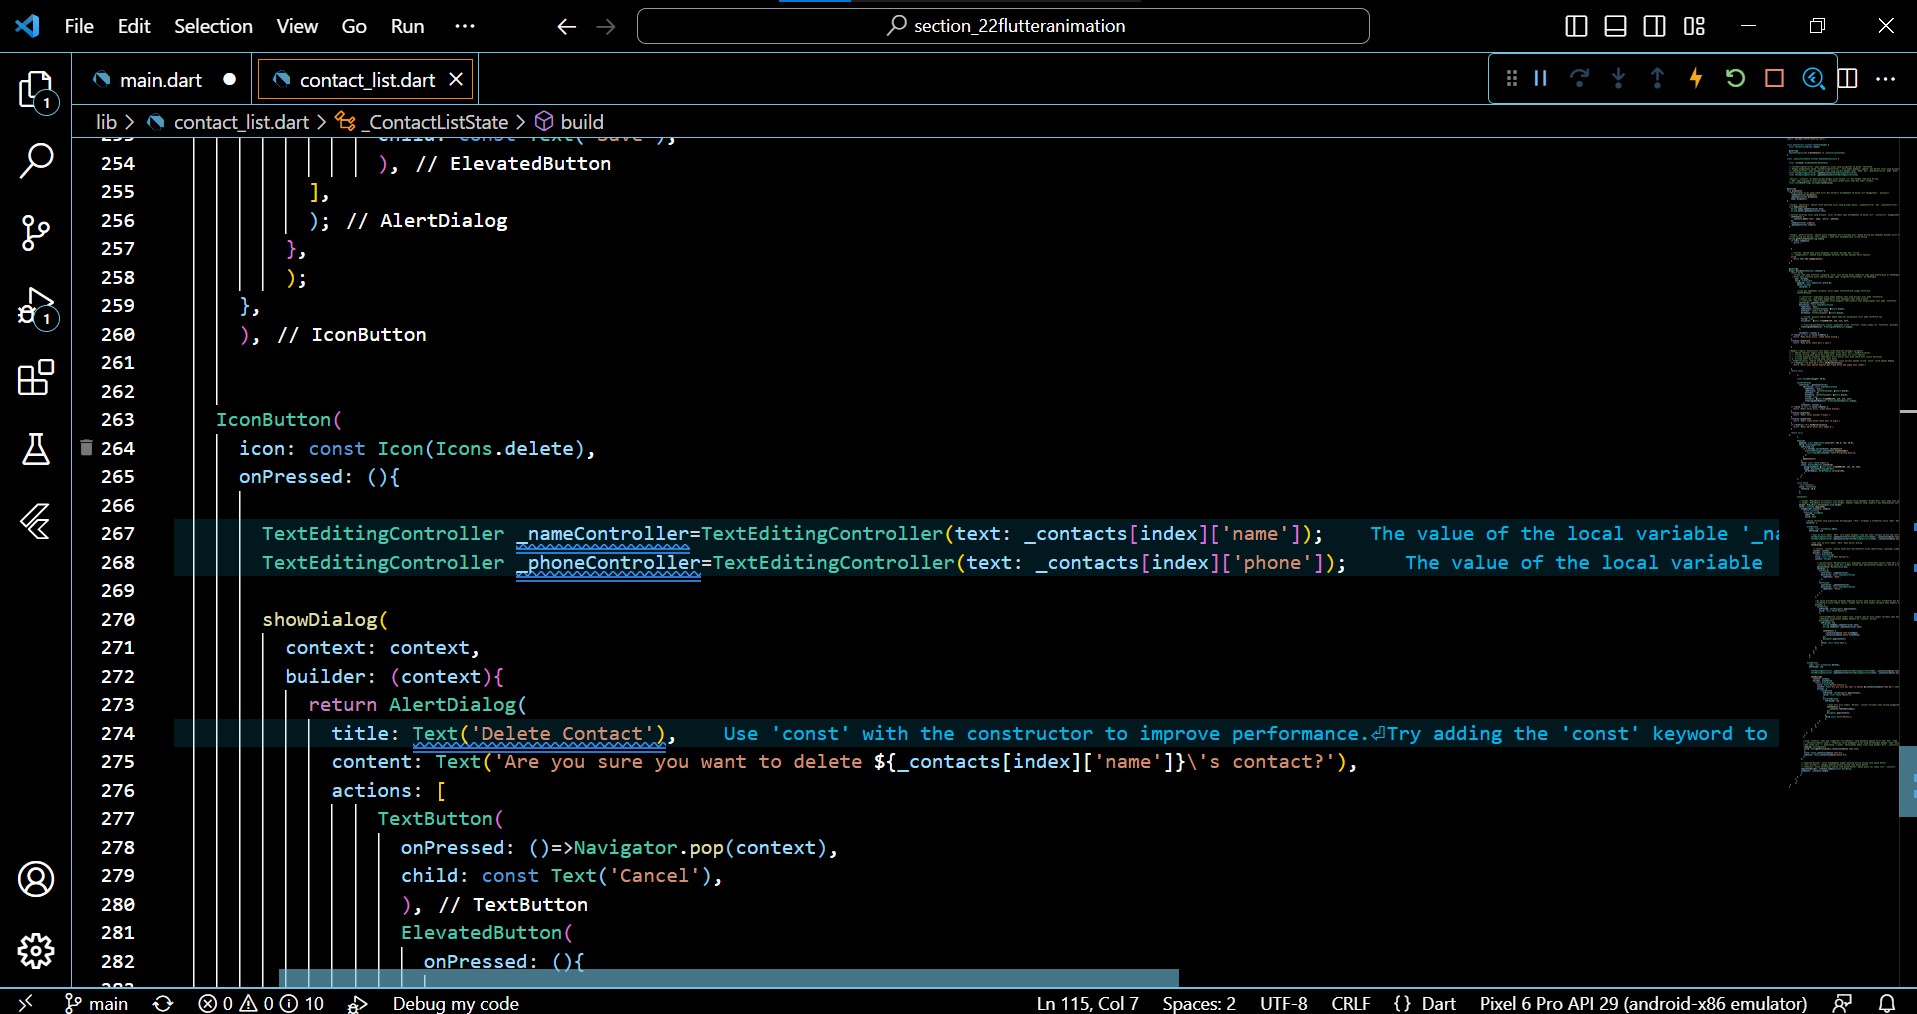 File Edit Selection View Go Run ··· section_22flutteranimation
main.dart contact_list.dart
lib > contact_list.dart > _ContactListState > build
254 ), // ElevatedButton
255 ],
256 ); // AlertDialog
257 },
258 );
259 },
260 ), // IconButton
261
262
263 IconButton(
264 icon: const Icon(Icons.delete),
265 onPressed: (){
266
267 TextEditingController _nameController=TextEditingController(text: _contacts[index]['name']); The value of the local variable '_na
268 TextEditingController _phoneController=TextEditingController(text: _contacts[index]['phone']); The value of the local variable
269
270 showDialog(
271 context: context,
272 builder: (context){
273 return AlertDialog(
274 title: Text('Delete Contact'), Use 'const' with the constructor to improve performance.⏎Try adding the 'const' keyword to
275 content: Text('Are you sure you want to delete ${_contacts[index]['name']}\'s contact?'),
276 actions: [
277 TextButton(
278 onPressed: ()=>Navigator.pop(context),
279 child: const Text('Cancel'),
280 ), // TextButton
281 ElevatedButton(
282 onPressed: (){
main 0 0 10 Debug my code Ln 115, Col 7 Spaces: 2 UTF-8 CRLF {} Dart Pixel 6 Pro API 29 (android-x86 emulator)